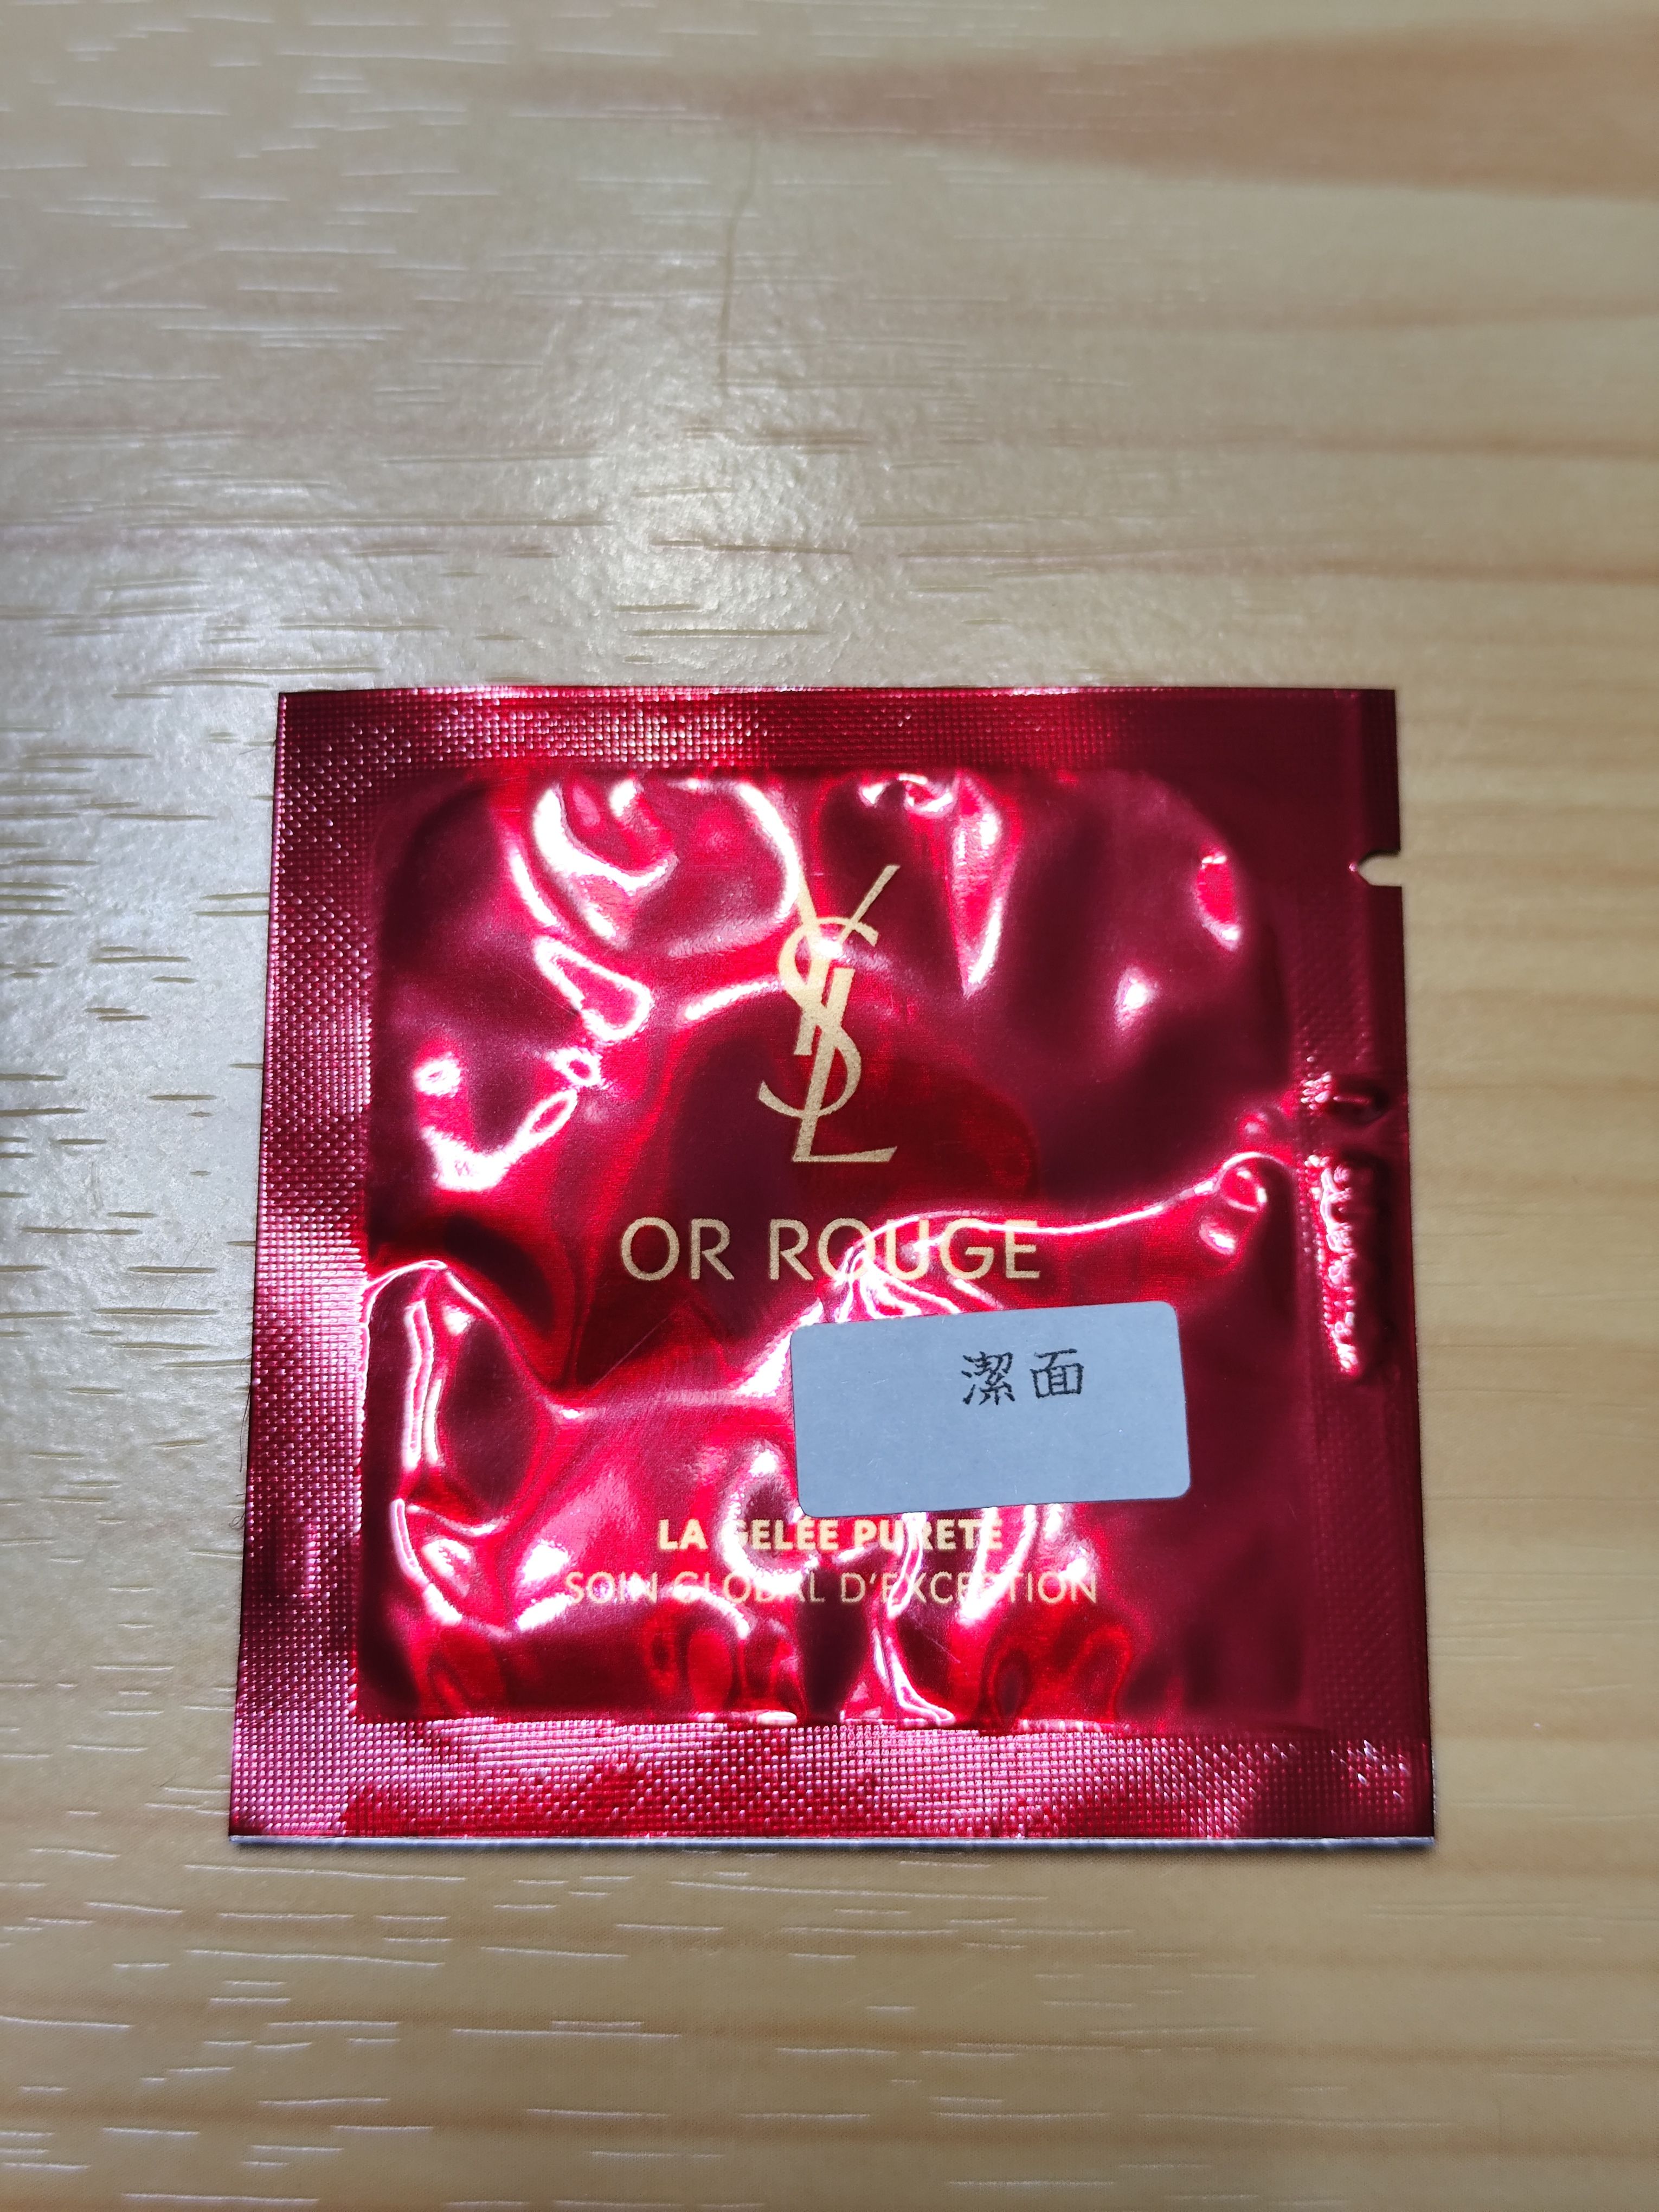 YSL
OR ROUGE
潔面
LA GELÉE PURETÉ
SOIN GLOBAL D'EXCEPTION